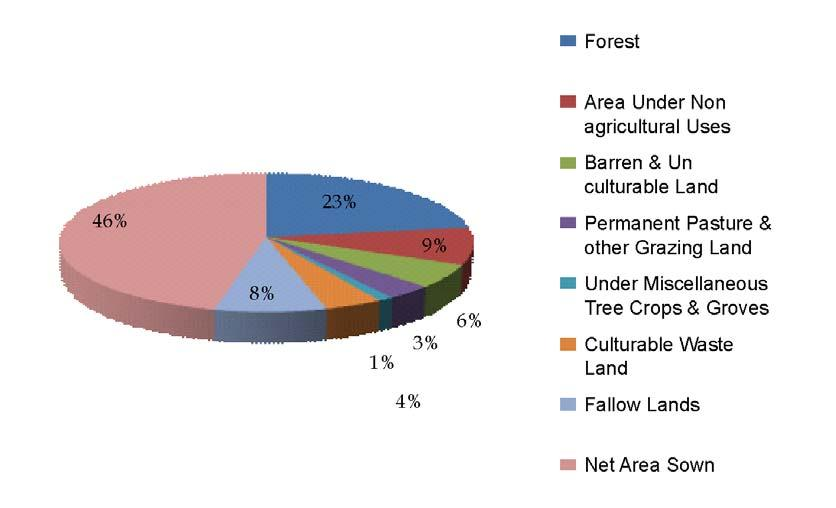 Forest
Area Under Non
agricultural Uses
Barren & Un
culturable Land
Permanent Pasture &
other Grazing Land
Under Miscellaneous
Tree Crops & Groves
Culturable Waste
Land
Fallow Lands
Net Area Sown
23%
46%
9%
8%
6%
3%
1%
4%